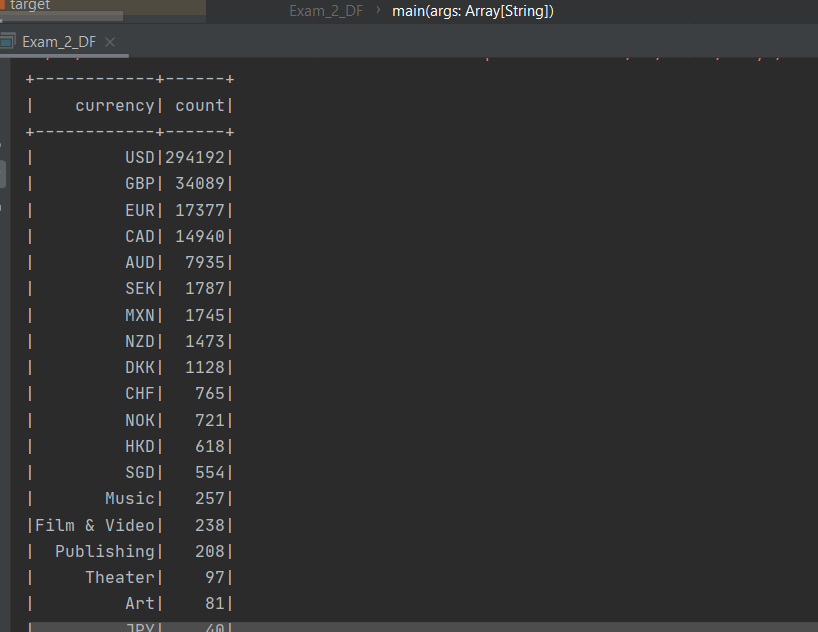 target
Exam_2_DF › main(args: Array[String])
Exam_2_DF ×
+------------+------+
|    currency| count|
+------------+------+
|         USD|294192|
|         GBP| 34089|
|         EUR| 17377|
|         CAD| 14940|
|         AUD|  7935|
|         SEK|  1787|
|         MXN|  1745|
|         NZD|  1473|
|         DKK|  1128|
|         CHF|   765|
|         NOK|   721|
|         HKD|   618|
|         SGD|   554|
|       Music|   257|
|Film & Video|   238|
|  Publishing|   208|
|     Theater|    97|
|         Art|    81|
|         JPY|    40|